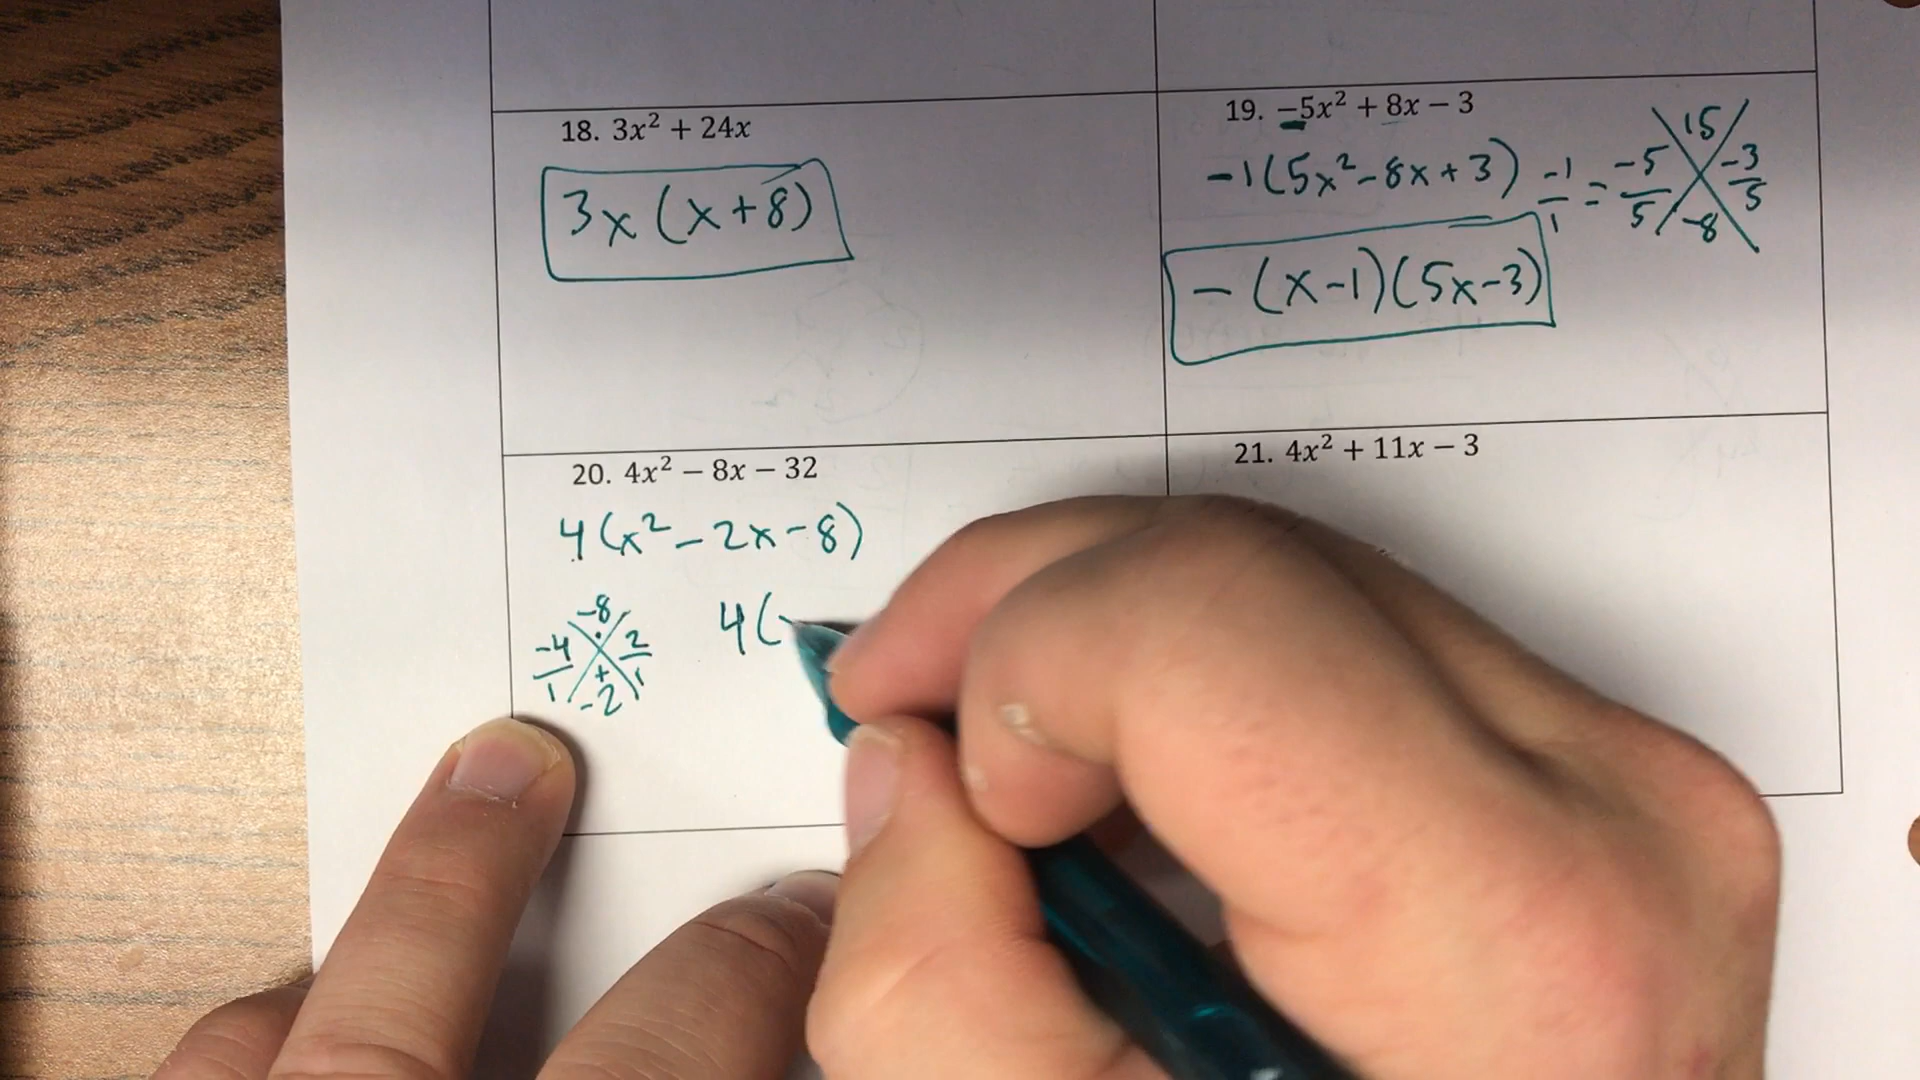 18. 3x² + 24x
3x(x+8)
19. −5x² + 8x − 3
-1(5x²-8x+3) -1/1 = -5/5 15 -3/5 -8
-(x-1)(5x-3)
20. 4x² − 8x − 32
4(x²-2x-8)
-8
-4/1 2/1 4(
+
-2
21. 4x² + 11x − 3